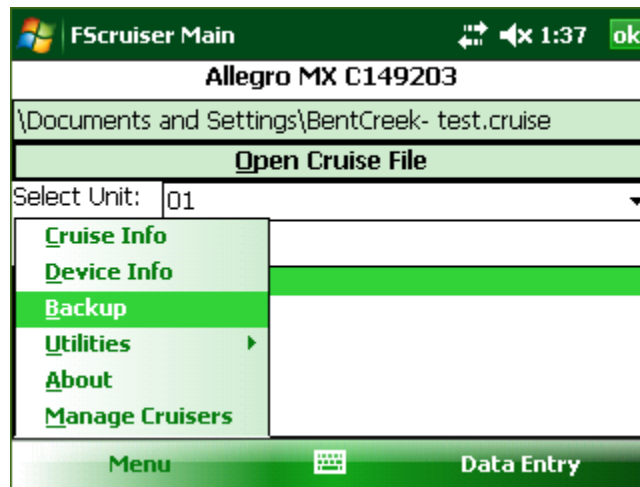 FScruiser Main 1:37 ok
Allegro MX C149203
\Documents and Settings\BentCreek- test.cruise
Open Cruise File
Select Unit: 01
Cruise Info
Device Info
Backup
Utilities
About
Manage Cruisers
Menu Data Entry